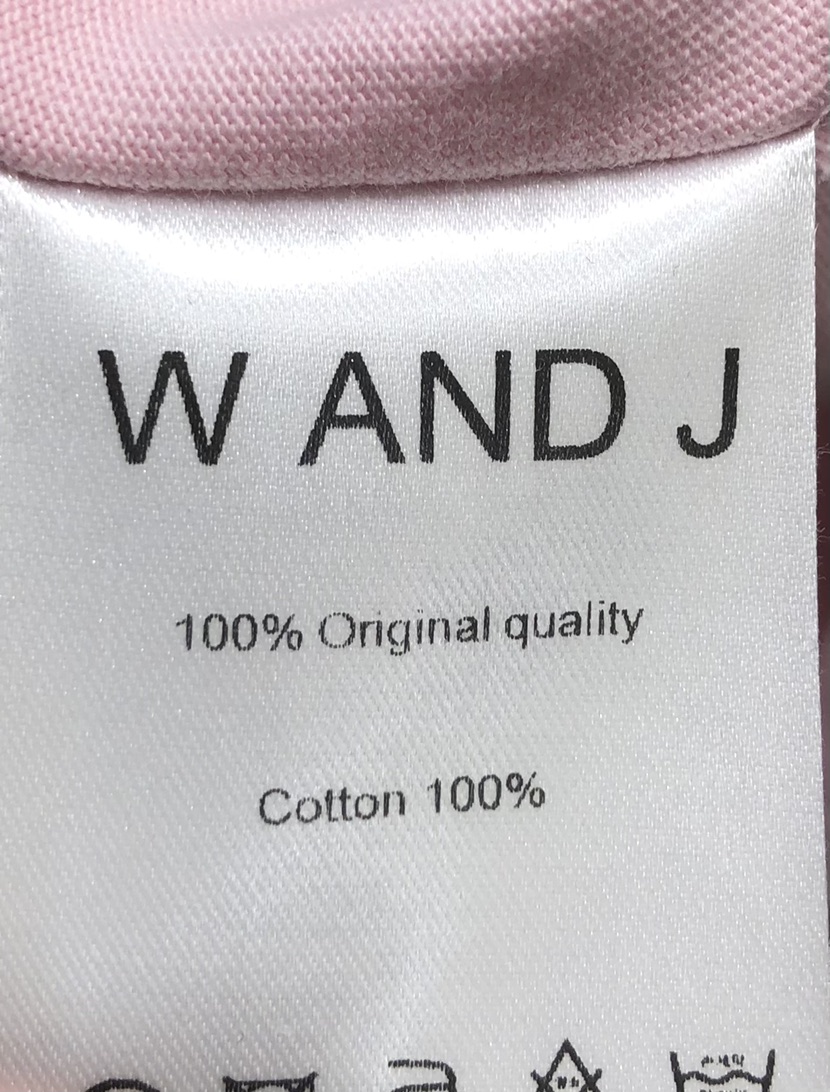 W AND J
100% Original quality
Cotton 100%